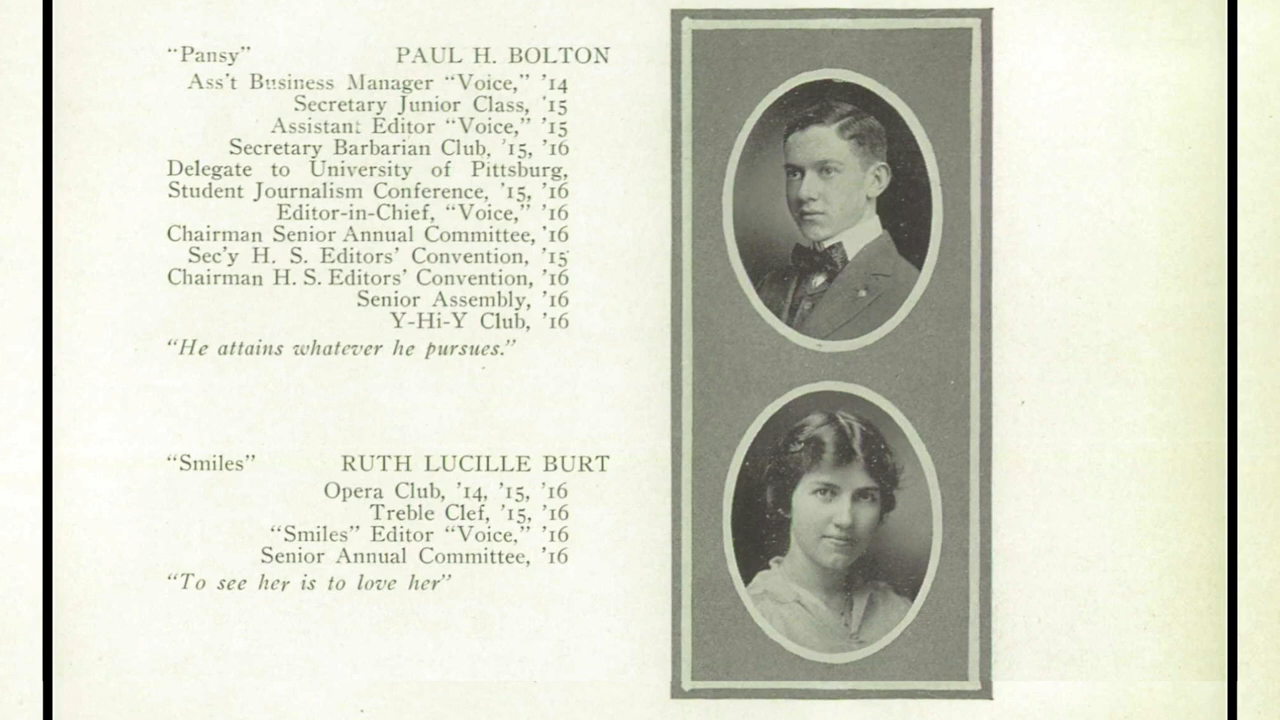 "Pansy" PAUL H. BOLTON
Ass't Business Manager "Voice," '14
Secretary Junior Class, '15
Assistant Editor "Voice," '15
Secretary Barbarian Club, '15, '16
Delegate to University of Pittsburg,
Student Journalism Conference, '15, '16
Editor-in-Chief, "Voice," '16
Chairman Senior Annual Committee, '16
Sec'y H. S. Editors' Convention, '15
Chairman H. S. Editors' Convention, '16
Senior Assembly, '16
Y-Hi-Y Club, '16
"He attains whatever he pursues."
"Smiles" RUTH LUCILLE BURT
Opera Club, '14, '15, '16
Treble Clef, '15, '16
"Smiles" Editor "Voice," '16
Senior Annual Committee, '16
"To see her is to love her"